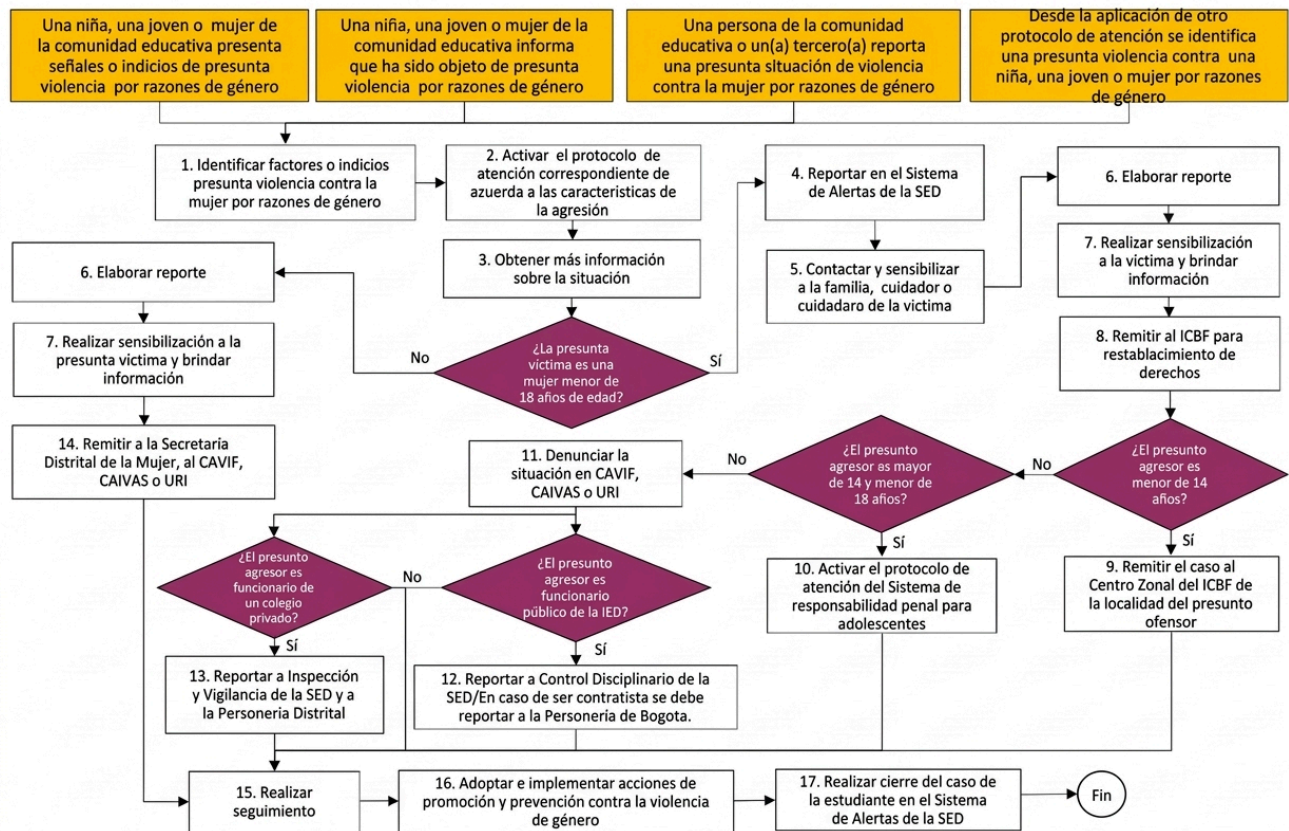 Una niña, una joven o mujer de
la comunidad educativa presenta
señales o indicios de presunta
violencia por razones de género
Una niña, una joven o mujer de la
comunidad educativa informa
que ha sido objeto de presunta
violencia por razones de género
Una persona de la comunidad
educativa o un(a) tercero(a) reporta
una presunta situación de violencia
contra la mujer por razones de género
Desde la aplicación de otro
protocolo de atención se identifica
una presunta violencia contra una
niña, una joven o mujer por razones
de género
1. Identificar factores o indicios
presunta violencia contra la
mujer por razones de género
2. Activar el protocolo de
atención correspondiente de
azuerda a las caracteristicas de
la agresión
4. Reportar en el Sistema
de Alertas de la SED
6. Elaborar reporte
3. Obtener más información
sobre la situación
5. Contactar y sensibilizar
a la familia, cuidador o
cuidadaro de la victima
7. Realizar sensibilización
a la victima y brindar
información
6. Elaborar reporte
7. Realizar sensibilización a
la presunta victima y brindar
información
No
¿La presunta
victima es una
mujer menor de
18 años de edad?
Sí
8. Remitir al ICBF para
restablacimiento de
derechos
14. Remitir a la Secretaría
Distrital de la Mujer, al CAVIF,
CAIVAS o URI
11. Denunciar la
situación en CAVIF,
CAIVAS o URI
No
¿El presunto
agresor es mayor
de 14 y menor de
18 años?
No
¿El presunto
agresor es
menor de 14
años?
Sí
Sí
¿El presunto
agresor es
funcionario de
un colegio
privado?
No
¿El presunto
agresor es
funcionario
público de la IED?
10. Activar el protocolo de
atención del Sistema de
responsabilidad penal para
adolescentes
9. Remitir el caso al
Centro Zonal del ICBF de
la localidad del presunto
ofensor
Sí
Sí
13. Reportar a Inspección
y Vigilancia de la SED y a
la Personeria Distrital
12. Reportar a Control Disciplinario de la
SED/En caso de ser contratista se debe
reportar a la Personería de Bogota.
15. Realizar
seguimiento
16. Adoptar e implementar acciones de
promoción y prevención contra la violencia
de género
17. Realizar cierre del caso de
la estudiante en el Sistema
de Alertas de la SED
Fin